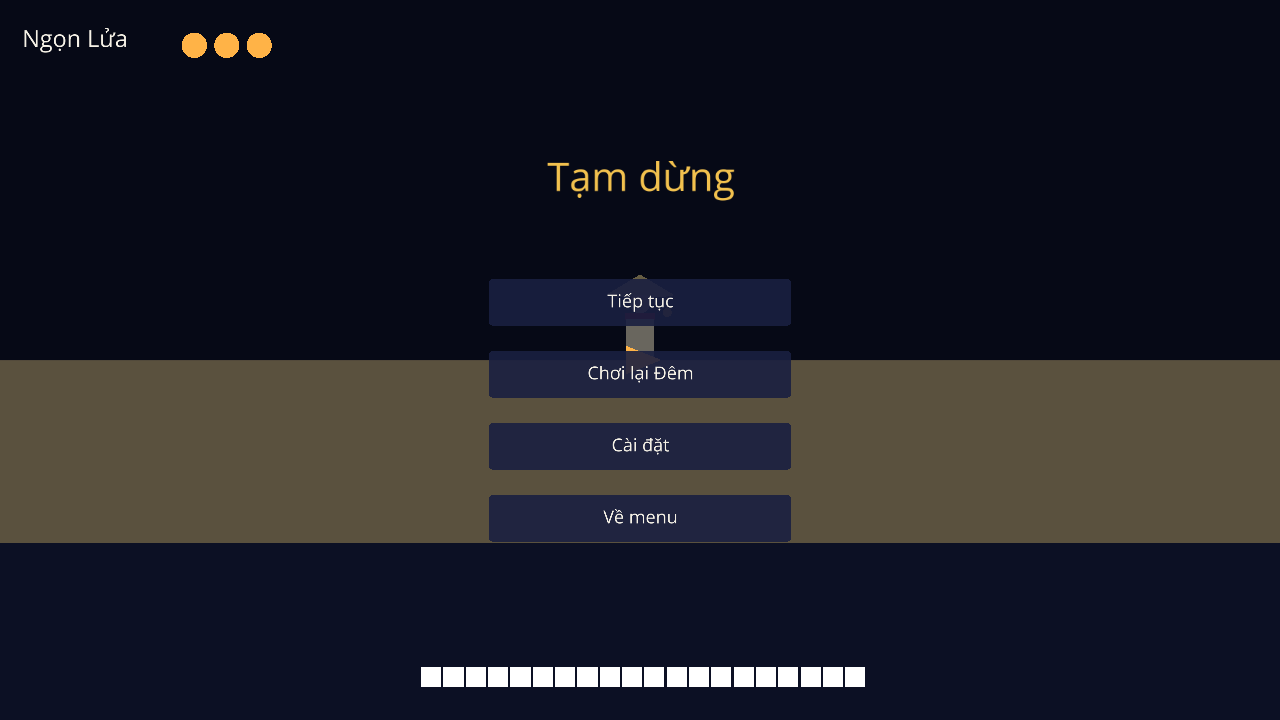 Ngọn Lửa
Tạm dừng
Tiếp tục
Chơi lại Đêm
Cài đặt
Về menu